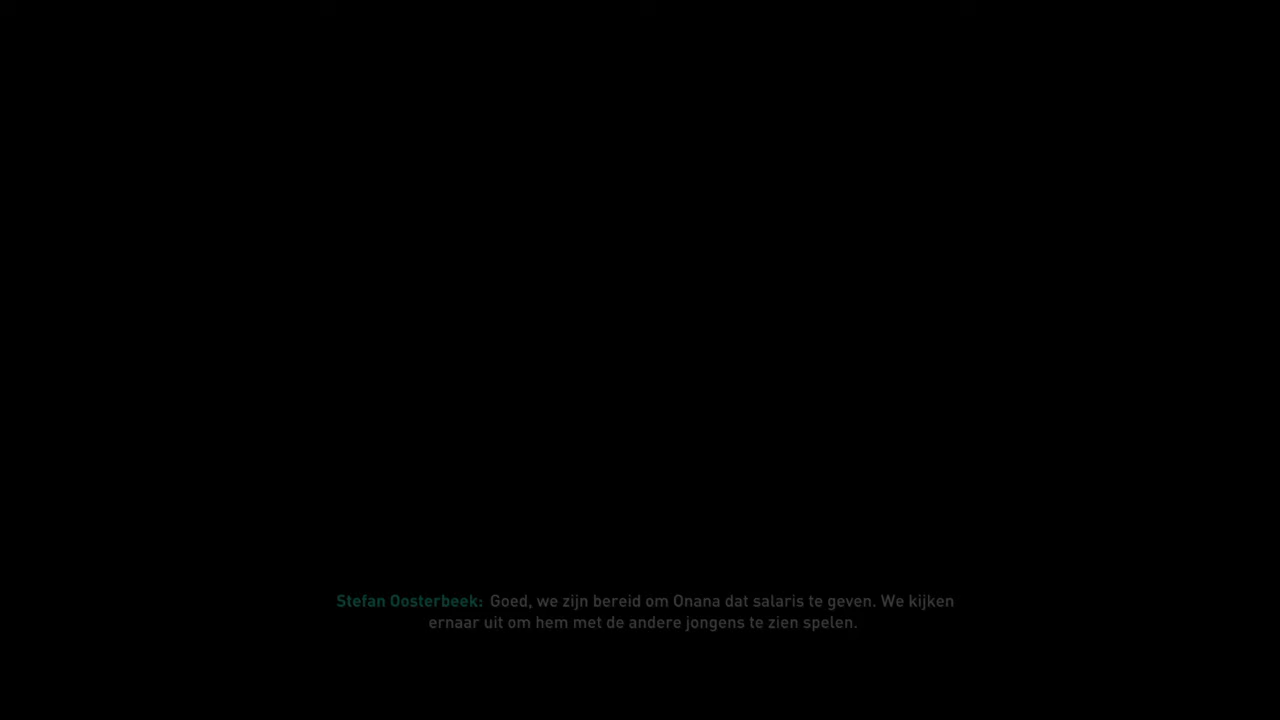 Stefan Oosterbeek: Goed, we zijn bereid om Onana dat salaris te geven. We kijken
ernaar uit om hem met de andere jongens te zien spelen.